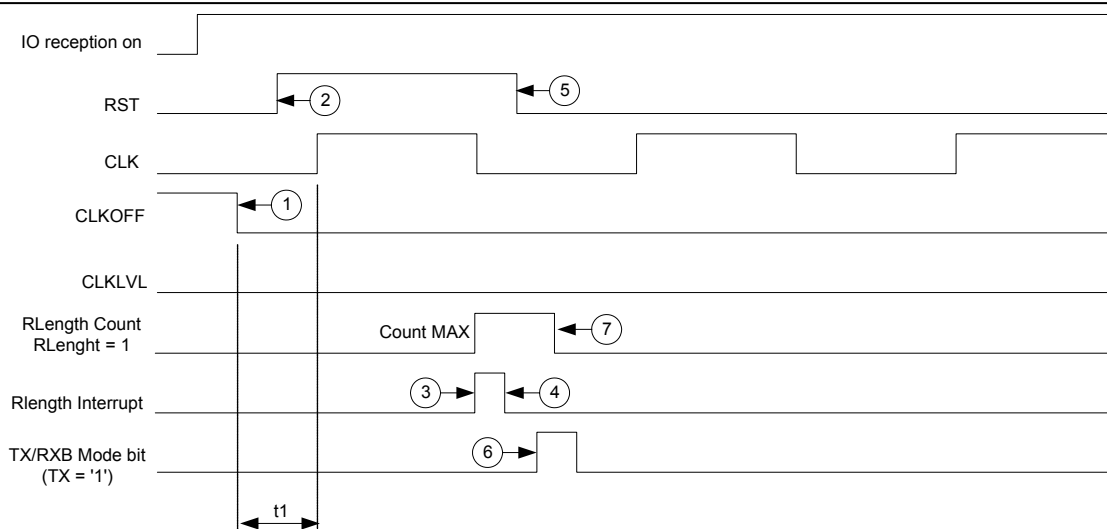 IO reception on
RST
2
5
CLK
CLKOFF
1
CLKLVL
RLength Count
RLenght = 1
Count MAX
7
Rlength Interrupt
3
4
TX/RXB Mode bit
(TX = '1')
6
t1